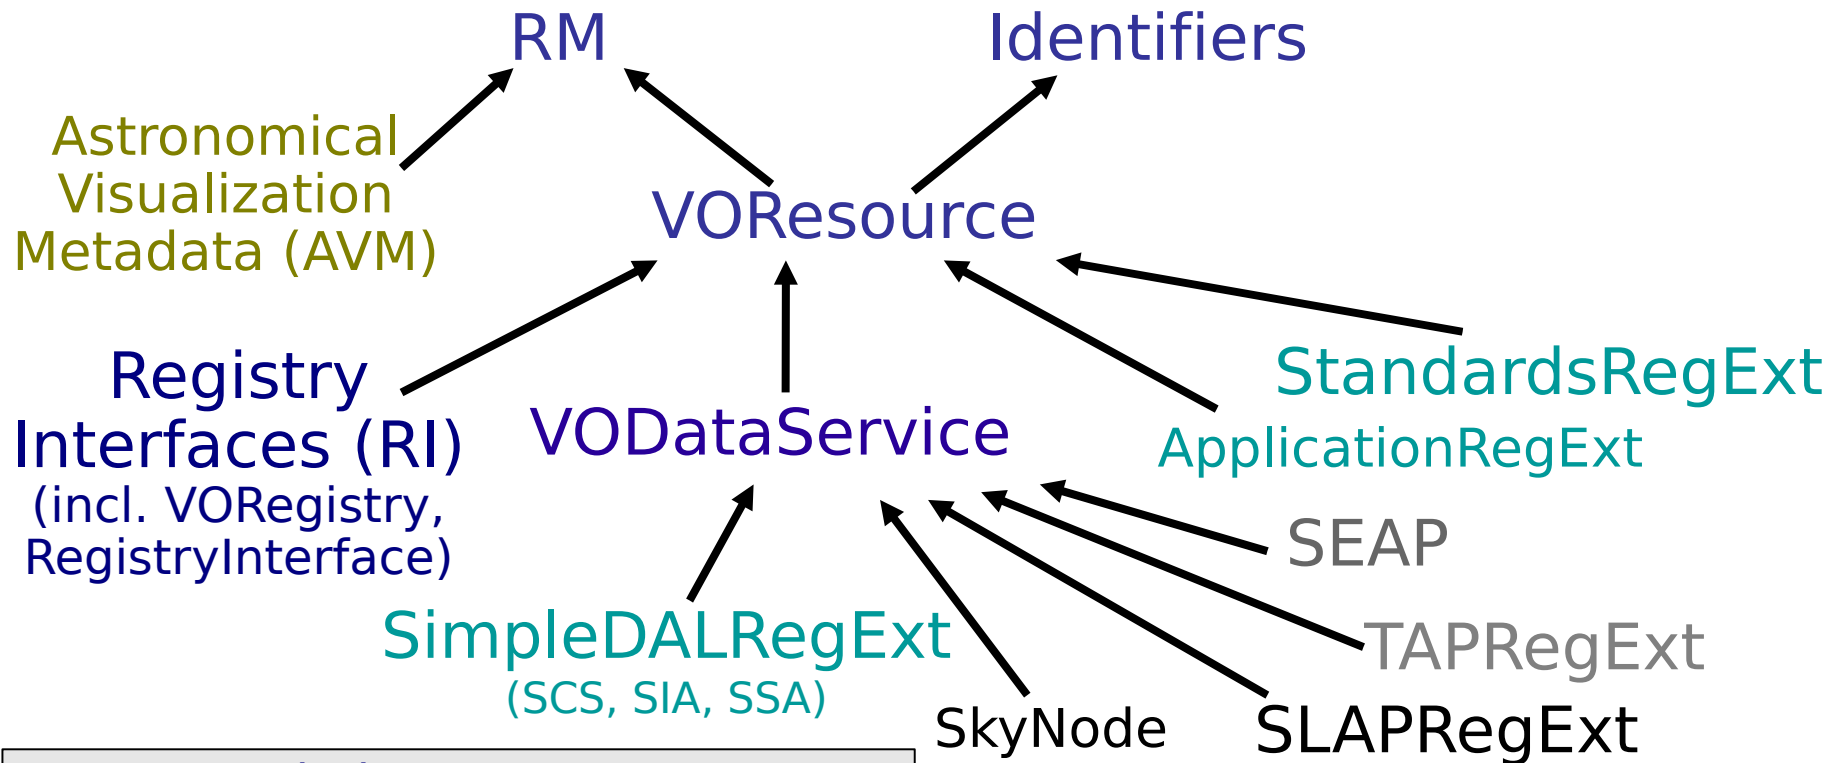 RM
Identifiers
Astronomical
Visualization
Metadata (AVM)
VOResource
Registry
Interfaces (RI)
(incl. VORegistry,
RegistryInterface)
VODataService
StandardsRegExt
ApplicationRegExt
SEAP
SimpleDALRegExt
(SCS, SIA, SSA)
TAPRegExt
SkyNode
SLAPRegExt